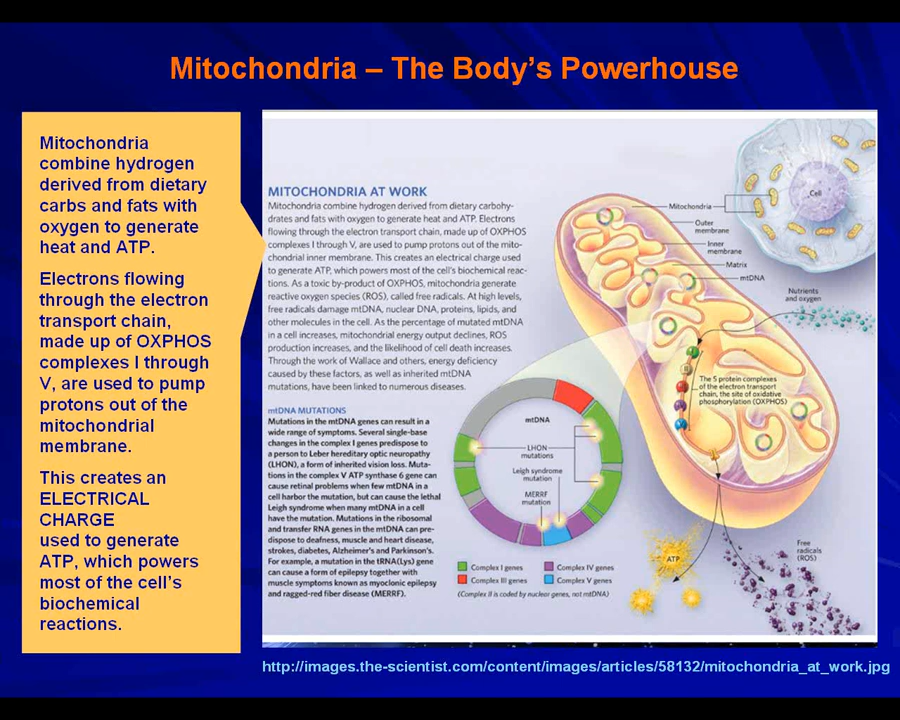 Mitochondria – The Body's Powerhouse
Mitochondria
combine hydrogen
derived from dietary
carbs and fats with
oxygen to generate
heat and ATP.
Electrons flowing
through the electron
transport chain,
made up of OXPHOS
complexes I through
V, are used to pump
protons out of the
mitochondrial
membrane.
This creates an
ELECTRICAL
CHARGE
used to generate
ATP, which powers
most of the cell's
biochemical
reactions.
MITOCHONDRIA AT WORK
Mitochondria combine hydrogen derived from dietary carbohy-
drates and fats with oxygen to generate heat and ATP. Electrons
flowing through the electron transport chain, made up of OXPHOS
complexes I through V, are used to pump protons out of the mito-
chondrial inner membrane. This creates an electrical charge used
to generate ATP, which powers most of the cell's biochemical reac-
tions. As a toxic by-product of OXPHOS, mitochondria generate
reactive oxygen species (ROS), called free radicals. At high levels,
free radicals damage mtDNA, nuclear DNA, proteins, lipids, and
other molecules in the cell. As the percentage of mutated mtDNA
in a cell increases, mitochondrial energy output declines, ROS
production increases, and the likelihood of cell death increases.
Through the work of Wallace and others, energy deficiency
caused by these factors, as well as inherited mtDNA
mutations, have been linked to numerous diseases.
mtDNA MUTATIONS
Mutations in the mtDNA genes can result in a
wide range of symptoms. Several single-base
changes in the complex I genes predispose to
a person to Leber hereditary optic neuropathy
(LHON), a form of inherited vision loss. Muta-
tions in the complex V ATP synthase 6 gene can
cause retinal problems when few mtDNA in a
cell harbor the mutation, but can cause the lethal
Leigh syndrome when many mtDNA in a cell
have the mutation. Mutations in the ribosomal
and transfer RNA genes in the mtDNA can pre-
dispose to deafness, muscle and heart disease,
strokes, diabetes, Alzheimer's and Parkinson's.
For example, a mutation in the tRNA(Lys) gene
can cause a form of epilepsy together with
muscle symptoms known as myoclonic epilepsy
and ragged-red fiber disease (MERRF).
mtDNA
LHON
mutations
Leigh syndrome
mutation
MERRF
mutation
Complex I genes
Complex III genes
Complex IV genes
Complex V genes
(Complex II is coded by nuclear genes, not mtDNA)
Cell
Mitochondria
Outer
membrane
Inner
membrane
Matrix
mtDNA
Nutrients
and oxygen
The 5 protein complexes
of the electron transport
chain, the site of oxidative
phosphorylation (OXPHOS)
ATP
Free
radicals
(ROS)
http://images.the-scientist.com/content/images/articles/58132/mitochondria_at_work.jpg